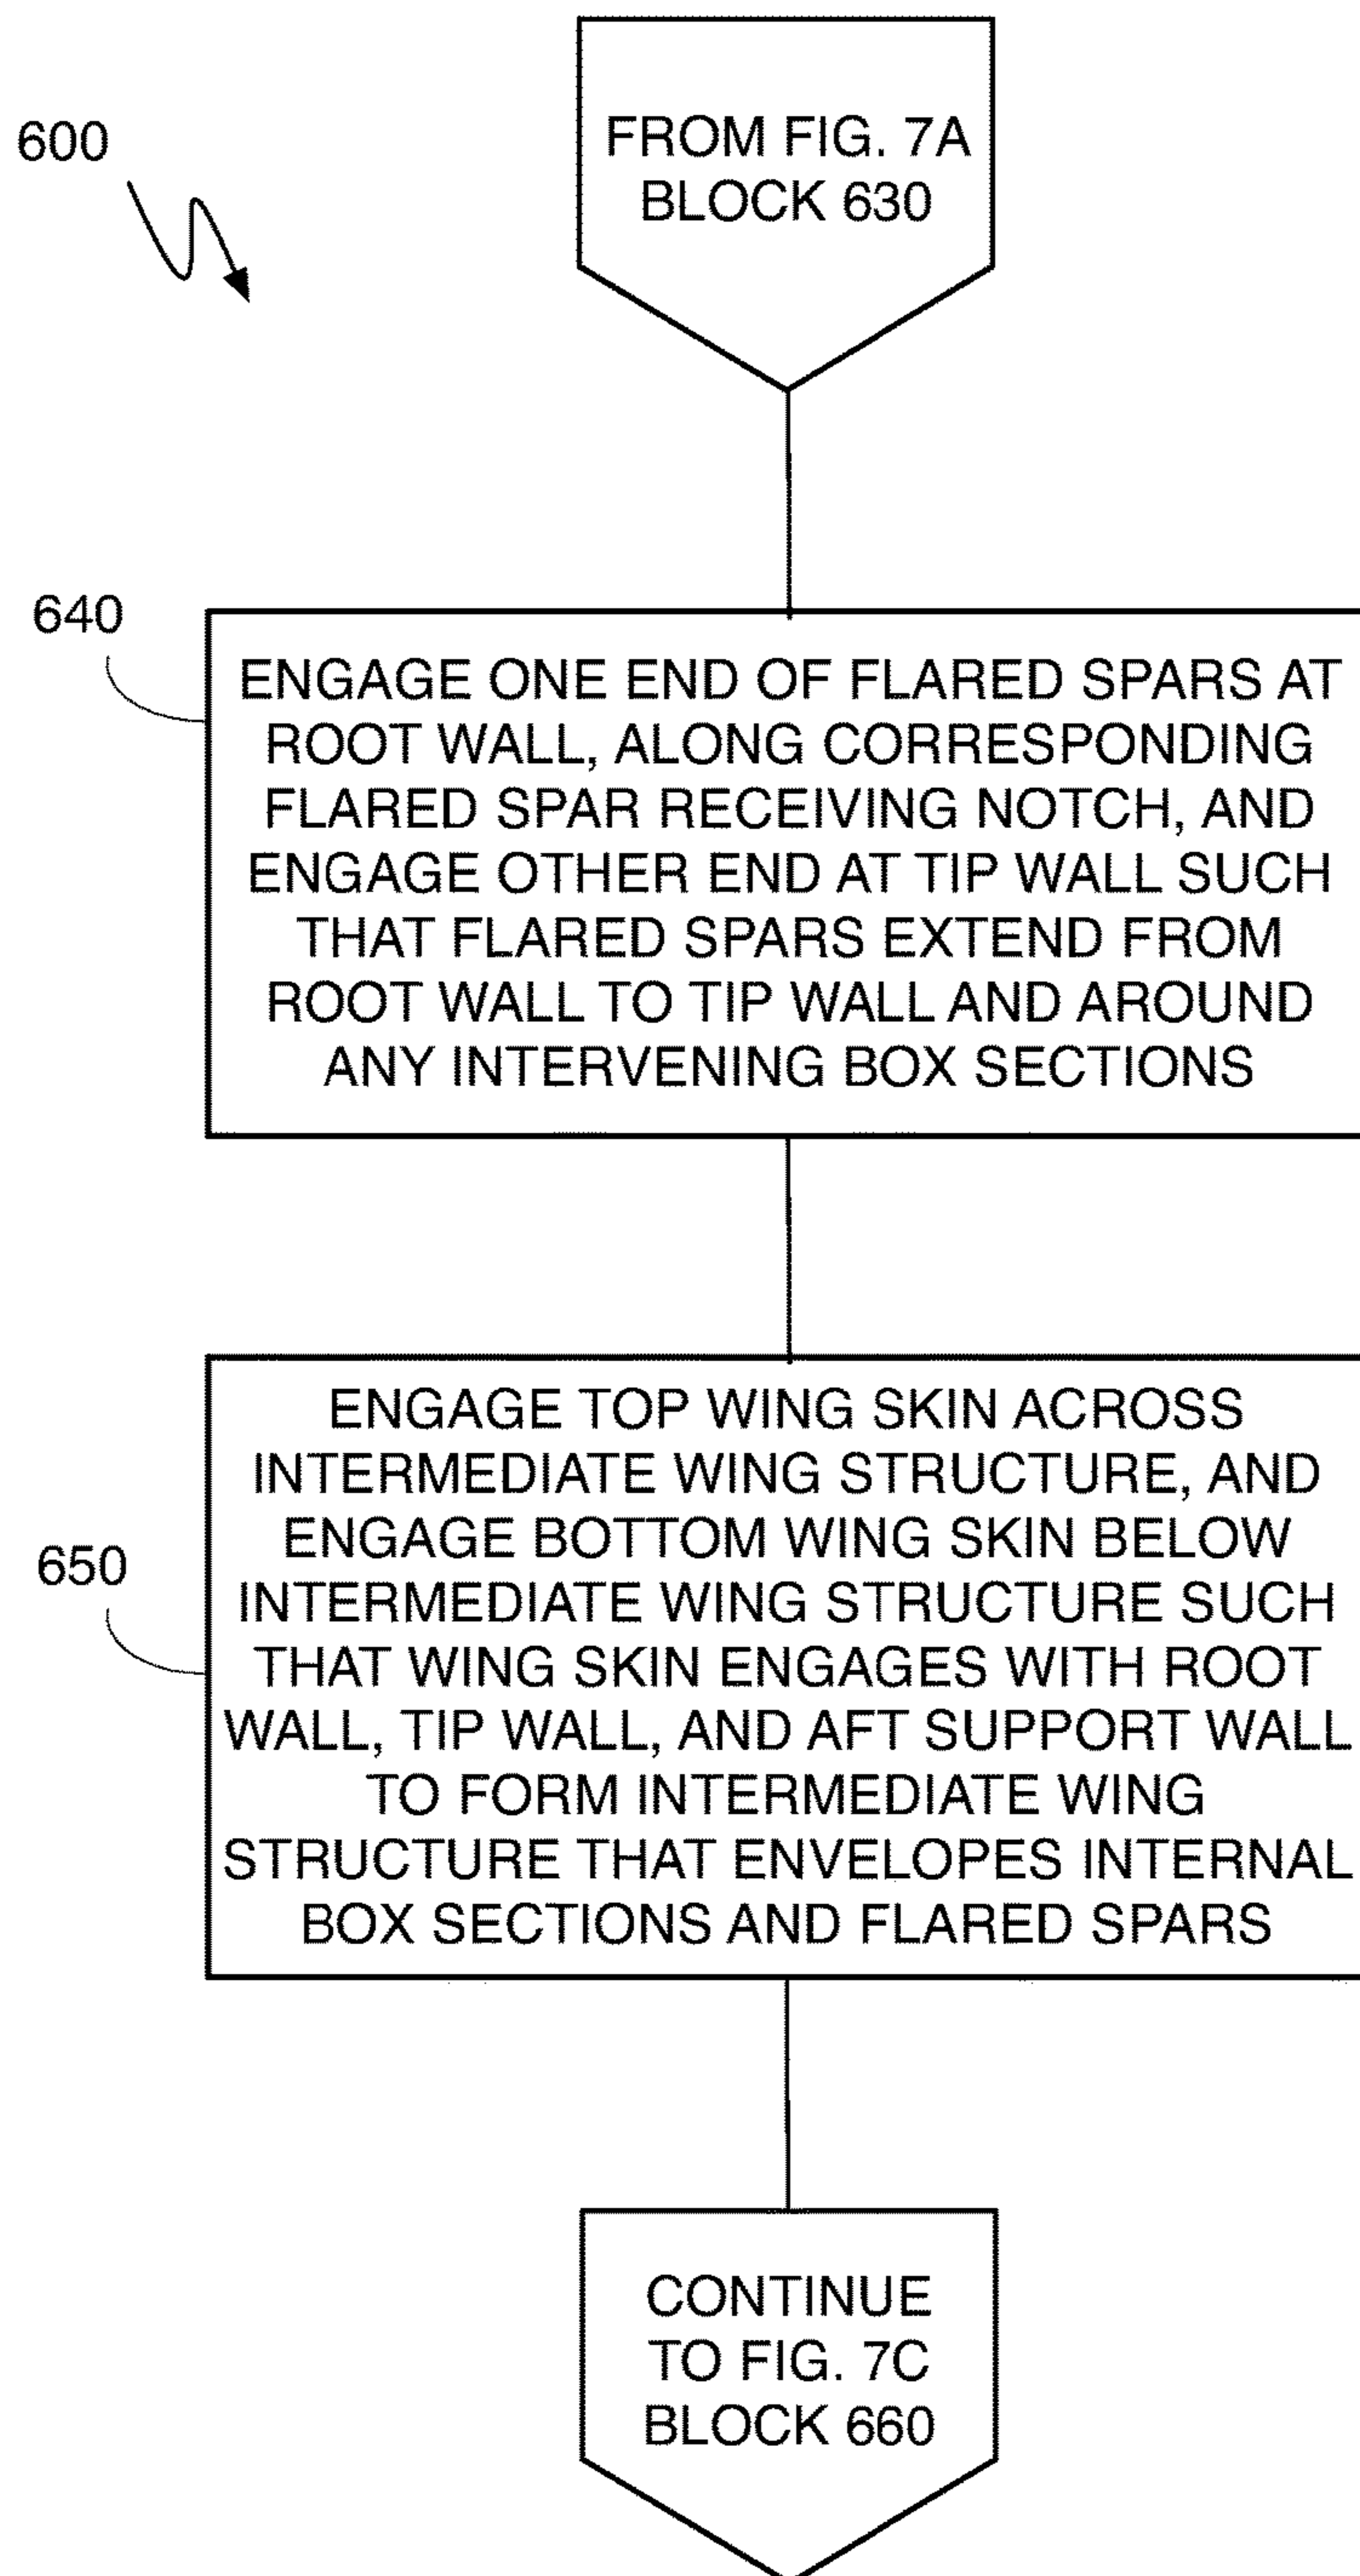 600
FROM FIG. 7A
BLOCK 630
640
ENGAGE ONE END OF FLARED SPARS AT
ROOT WALL, ALONG CORRESPONDING
FLARED SPAR RECEIVING NOTCH, AND
ENGAGE OTHER END AT TIP WALL SUCH
THAT FLARED SPARS EXTEND FROM
ROOT WALL TO TIP WALL AND AROUND
ANY INTERVENING BOX SECTIONS
650
ENGAGE TOP WING SKIN ACROSS
INTERMEDIATE WING STRUCTURE, AND
ENGAGE BOTTOM WING SKIN BELOW
INTERMEDIATE WING STRUCTURE SUCH
THAT WING SKIN ENGAGES WITH ROOT
WALL, TIP WALL, AND AFT SUPPORT WALL
TO FORM INTERMEDIATE WING
STRUCTURE THAT ENVELOPES INTERNAL
BOX SECTIONS AND FLARED SPARS
CONTINUE
TO FIG. 7C
BLOCK 660